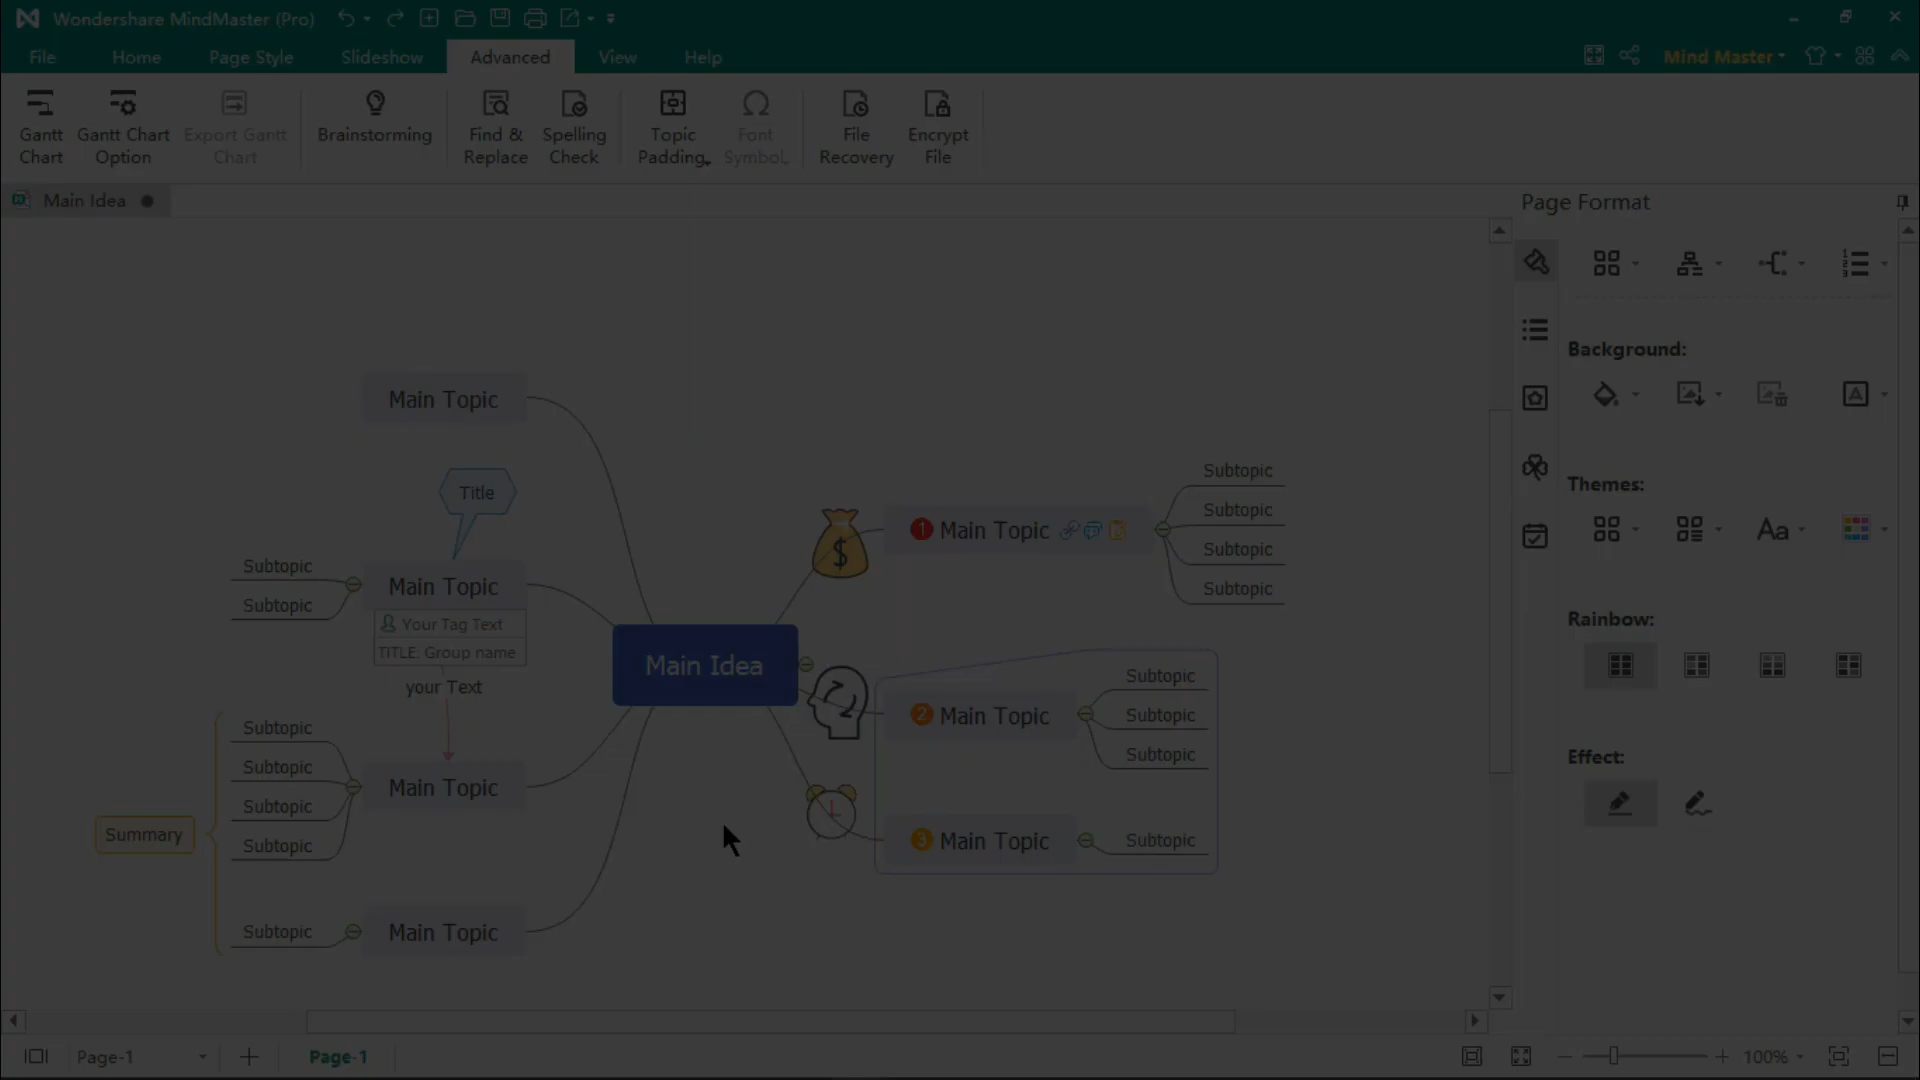 Wondershare MindMaster (Pro)
File Home Page Style Slideshow Advanced View Help
Mind Master
Gantt Chart
Gantt Chart Option
Export Gantt Chart
Brainstorming
Find & Replace
Spelling Check
Topic Padding
Font Symbol
File Recovery
Encrypt File
Main Idea
Page Format
Background:
Themes:
Aa
Rainbow:
Effect:
Main Topic
Title
Subtopic
Subtopic
Main Topic
Your Tag Text
TITLE: Group name
your Text
Subtopic
Subtopic
Subtopic
Subtopic
Main Topic
Summary
Subtopic
Main Topic
Main Idea
$
1 Main Topic
Subtopic
Subtopic
Subtopic
Subtopic
2 Main Topic
Subtopic
Subtopic
Subtopic
3 Main Topic
Subtopic
Page-1
Page-1
100%